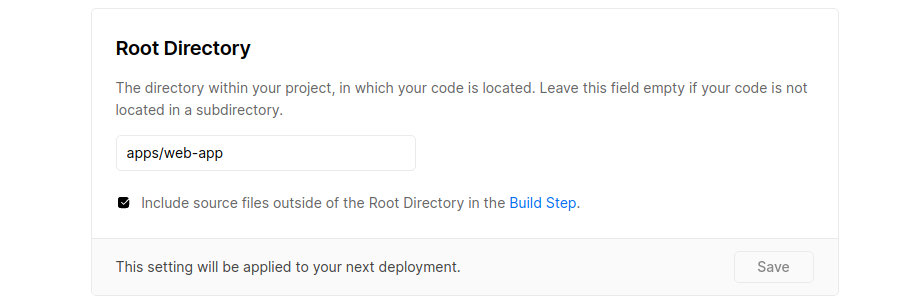 Root Directory
The directory within your project, in which your code is located. Leave this field empty if your code is not
located in a subdirectory.
apps/web-app
Include source files outside of the Root Directory in the Build Step.
This setting will be applied to your next deployment.
Save